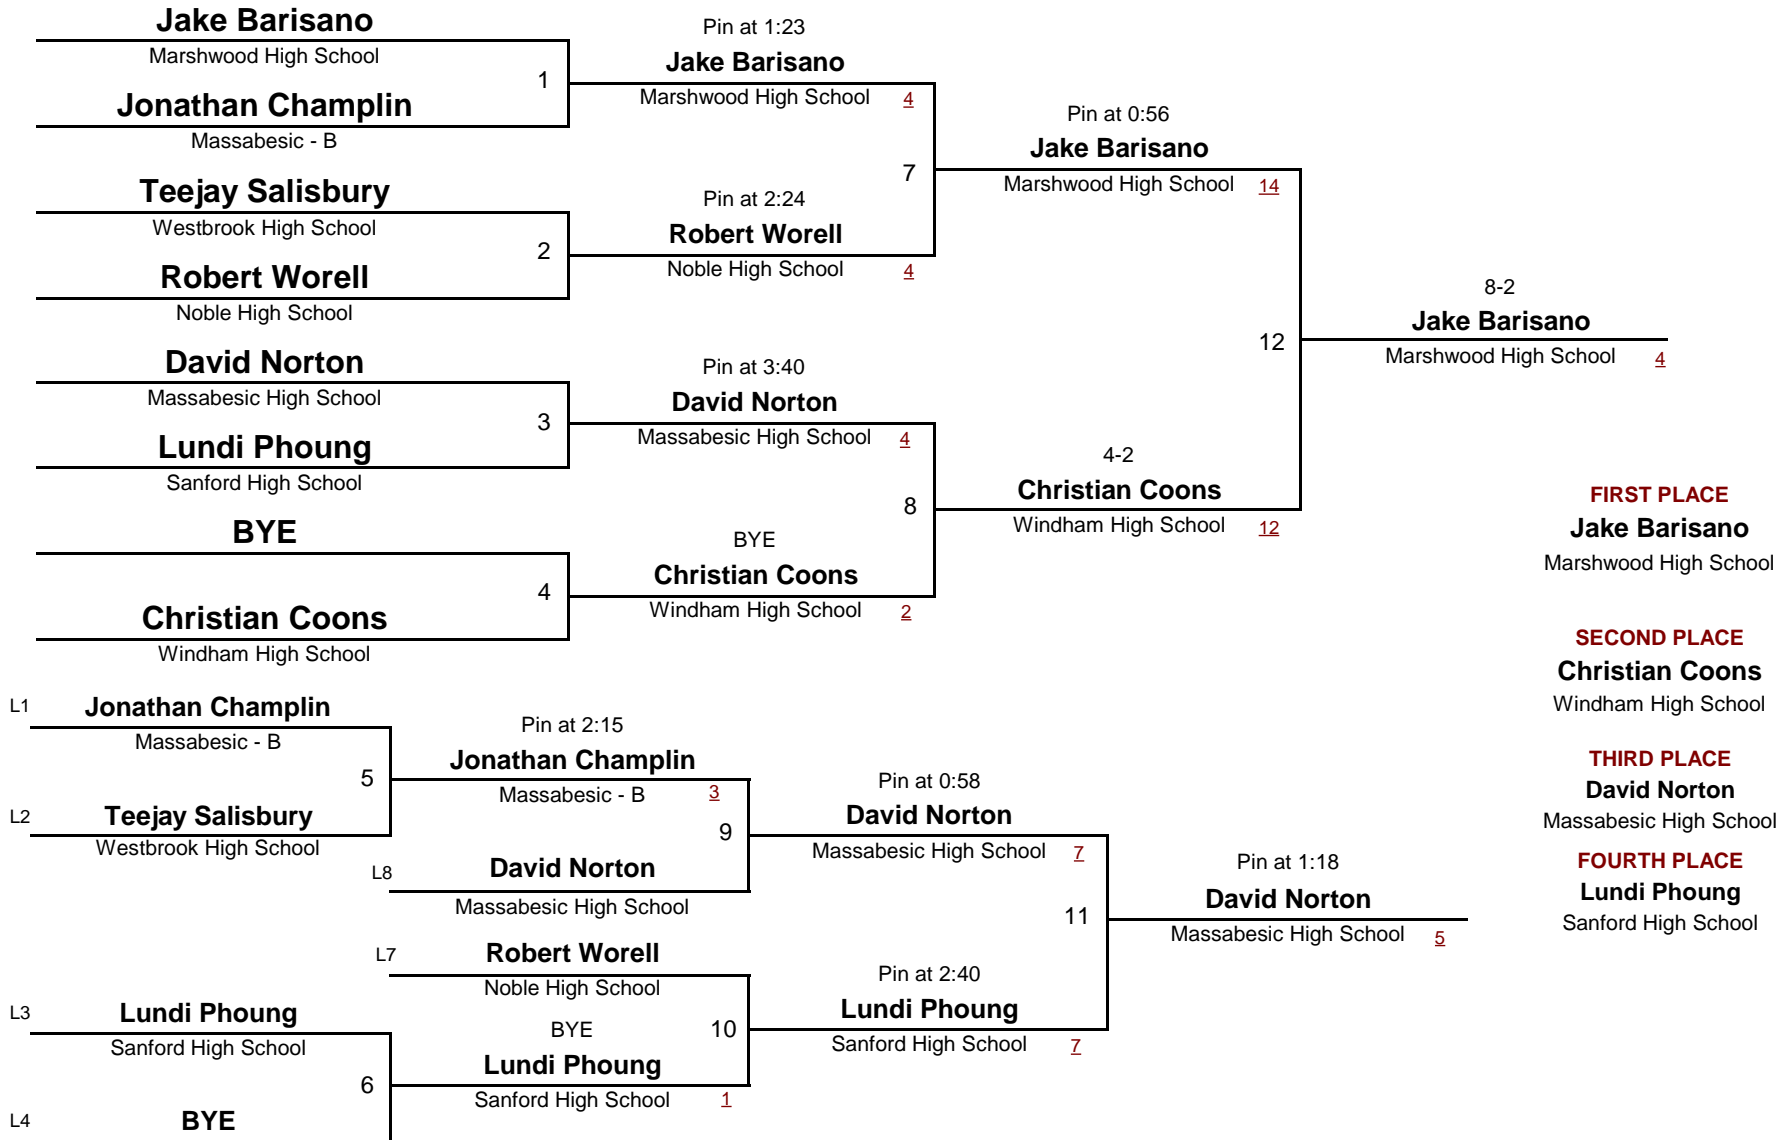 Jake Barisano
Marshwood High School
1
Jonathan Champlin
Massabesic - B
Teejay Salisbury
Westbrook High School
2
Robert Worell
Noble High School
David Norton
Massabesic High School
3
Lundi Phoung
Sanford High School
BYE
4
Christian Coons
Windham High School
Pin at 1:23
Jake Barisano
Marshwood High School 4
7
Pin at 2:24
Robert Worell
Noble High School 4
Pin at 3:40
David Norton
Massabesic High School 4
8
BYE
Christian Coons
Windham High School 2
Pin at 0:56
Jake Barisano
Marshwood High School 14
12
4-2
Christian Coons
Windham High School 12
8-2
Jake Barisano
Marshwood High School 4
FIRST PLACE
Jake Barisano
Marshwood High School
SECOND PLACE
Christian Coons
Windham High School
THIRD PLACE
David Norton
Massabesic High School
FOURTH PLACE
Lundi Phoung
Sanford High School
L1 Jonathan Champlin
Massabesic - B
5
L2 Teejay Salisbury
Westbrook High School
L3 Lundi Phoung
Sanford High School
6
L4 BYE
Pin at 2:15
Jonathan Champlin
Massabesic - B 3
9
L8 David Norton
Massabesic High School
L7 Robert Worell
Noble High School
10
BYE
Lundi Phoung
Sanford High School 1
Pin at 0:58
David Norton
Massabesic High School 7
11
Pin at 2:40
Lundi Phoung
Sanford High School 7
Pin at 1:18
David Norton
Massabesic High School 5